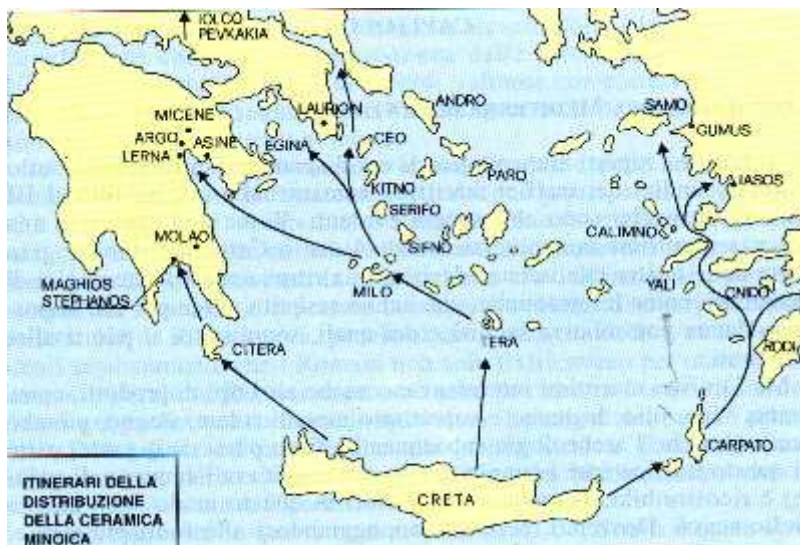 IOLCO
PEVKAKIA
MICENE
ARGO
ASINE
LERNA
EGINA
LAURION
ANDRO
CEO
KITNO
SERIFO
SIFNO
PARO
SAMO
GUMUS
IASOS
CALIMNO
YALI
CNIDO
RODI
MOLAO
MAGHIOS
STEPHANOS
CITERA
MILO
TERA
CARPATO
CRETA
ITINERARI DELLA
DISTRIBUZIONE
DELLA CERAMICA
MINOICA